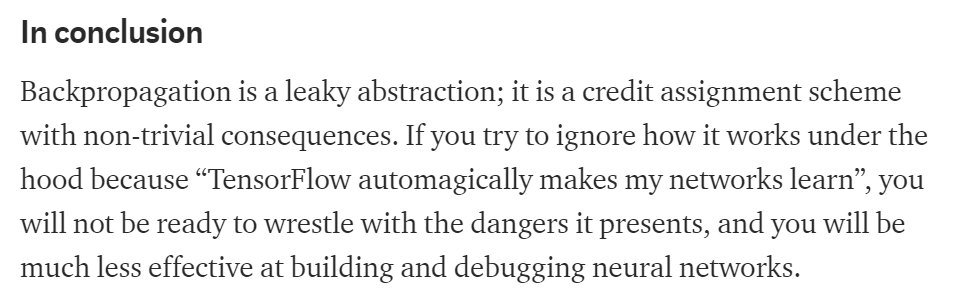 In conclusion
Backpropagation is a leaky abstraction; it is a credit assignment scheme
with non-trivial consequences. If you try to ignore how it works under the
hood because “TensorFlow automagically makes my networks learn”, you
will not be ready to wrestle with the dangers it presents, and you will be
much less effective at building and debugging neural networks.